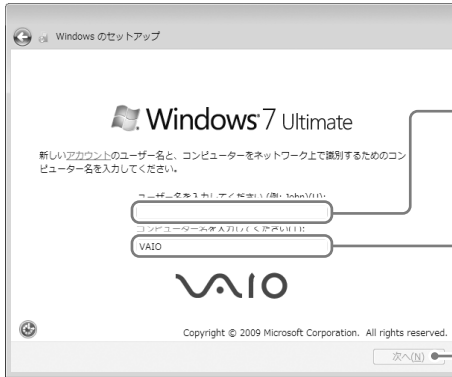 Windows のセットアップ
Windows 7 Ultimate
新しいアカウントのユーザー名と、コンピューターをネットワーク上で識別するためのコン
ピューター名を入力してください。
ユーザー名を入力してください (例: John)(U):
コンピューター名を入力してください(T):
VAIO
VAIO
Copyright © 2009 Microsoft Corporation. All rights reserved.
次へ(N)